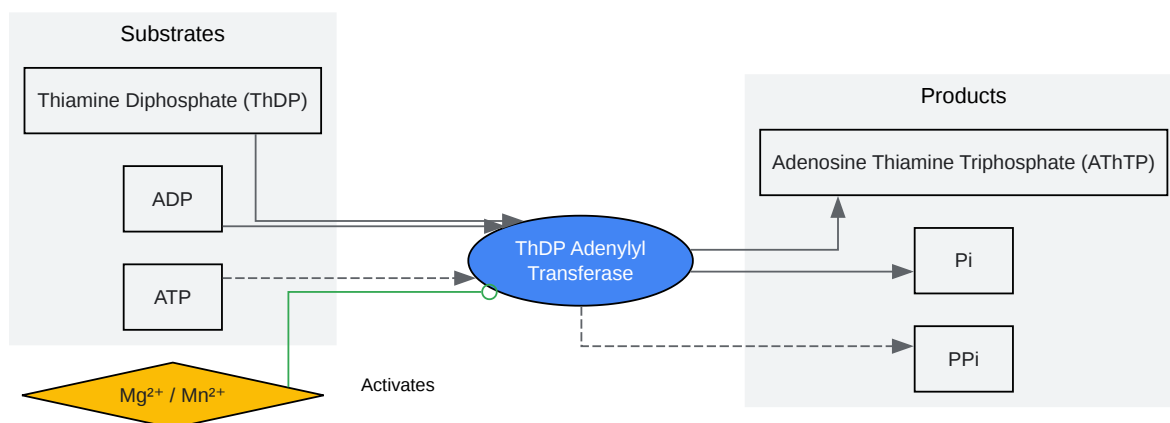 Substrates
Thiamine Diphosphate (ThDP)
ADP
ATP
Mg²⁺ / Mn²⁺
Activates
ThDP Adenylyl
Transferase
Products
Adenosine Thiamine Triphosphate (AThTP)
Pi
PPi